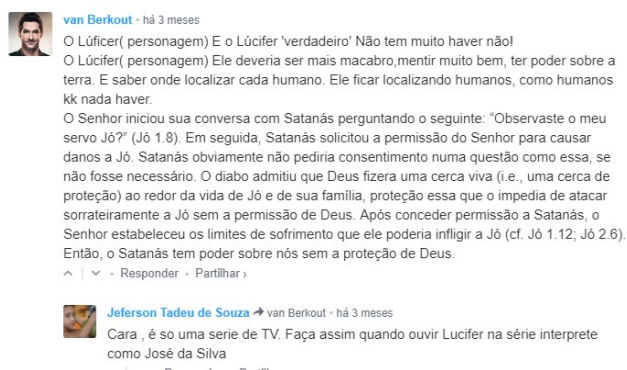 van Berkout • há 3 meses
O Lúficer( personagem) E o Lúcifer 'verdadeiro' Não tem muito haver não!
O Lúcifer( personagem) Ele deveria ser mais macabro,mentir muito bem, ter poder sobre a
terra. E saber onde localizar cada humano. Ele ficar localizando humanos, como humanos
kk nada haver.
O Senhor iniciou sua conversa com Satanás perguntando o seguinte: “Observaste o meu
servo Jó?” (Jó 1.8). Em seguida, Satanás solicitou a permissão do Senhor para causar
danos a Jó. Satanás obviamente não pediria consentimento numa questão como essa, se
não fosse necessário. O diabo admitiu que Deus fizera uma cerca viva (i.e., uma cerca de
proteção) ao redor da vida de Jó e de sua família, proteção essa que o impedia de atacar
sorrateiramente a Jó sem a permissão de Deus. Após conceder permissão a Satanás, o
Senhor estabeleceu os limites de sofrimento que ele poderia infligir a Jó (cf. Jó 1.12; Jó 2.6).
Então, o Satanás tem poder sobre nós sem a proteção de Deus.
• Responder • Partilhar ›
Jeferson Tadeu de Souza van Berkout • há 3 meses
Cara , é so uma serie de TV. Faça assim quando ouvir Lucifer na série interprete
como José da Silva